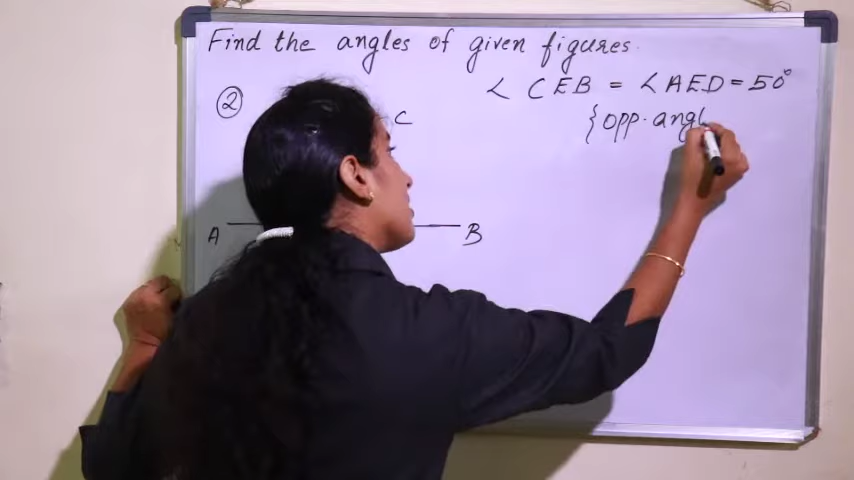 Find the angles of given figures.
2
∠ CEB = ∠ AED = 50°
{opp. angl
C
A
B